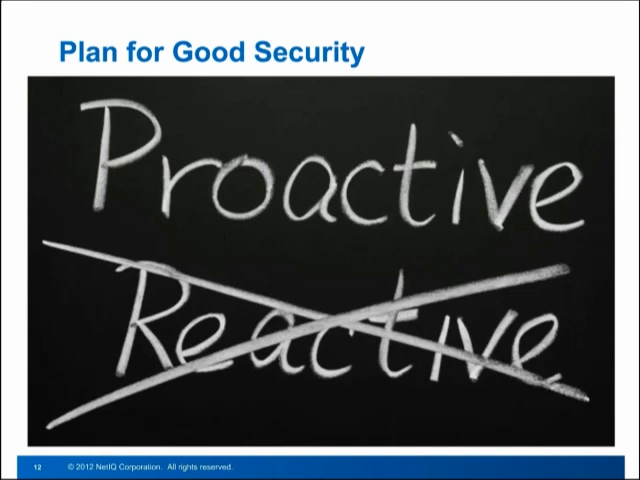 Plan for Good Security
Proactive
Reactive
12 © 2012 NetIQ Corporation. All rights reserved.